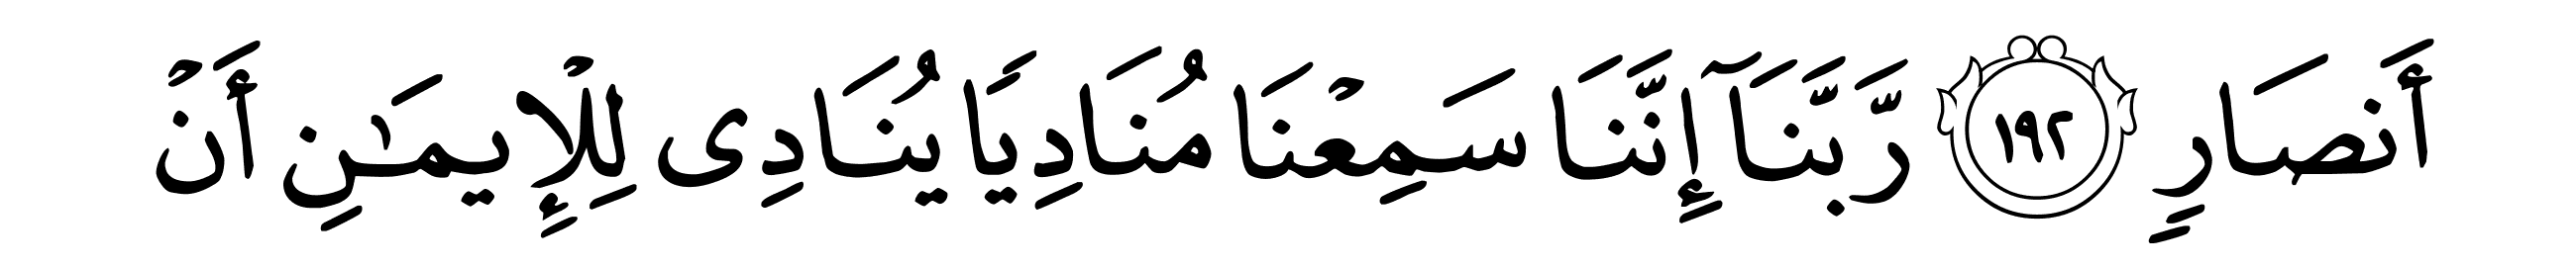 أَنصَارٍ ١٩٢ رَّبَّنَآ إِنَّنَا سَمِعْنَا مُنَادِيًا يُنَادِى لِلْإِيمَـٰنِ أَنْ